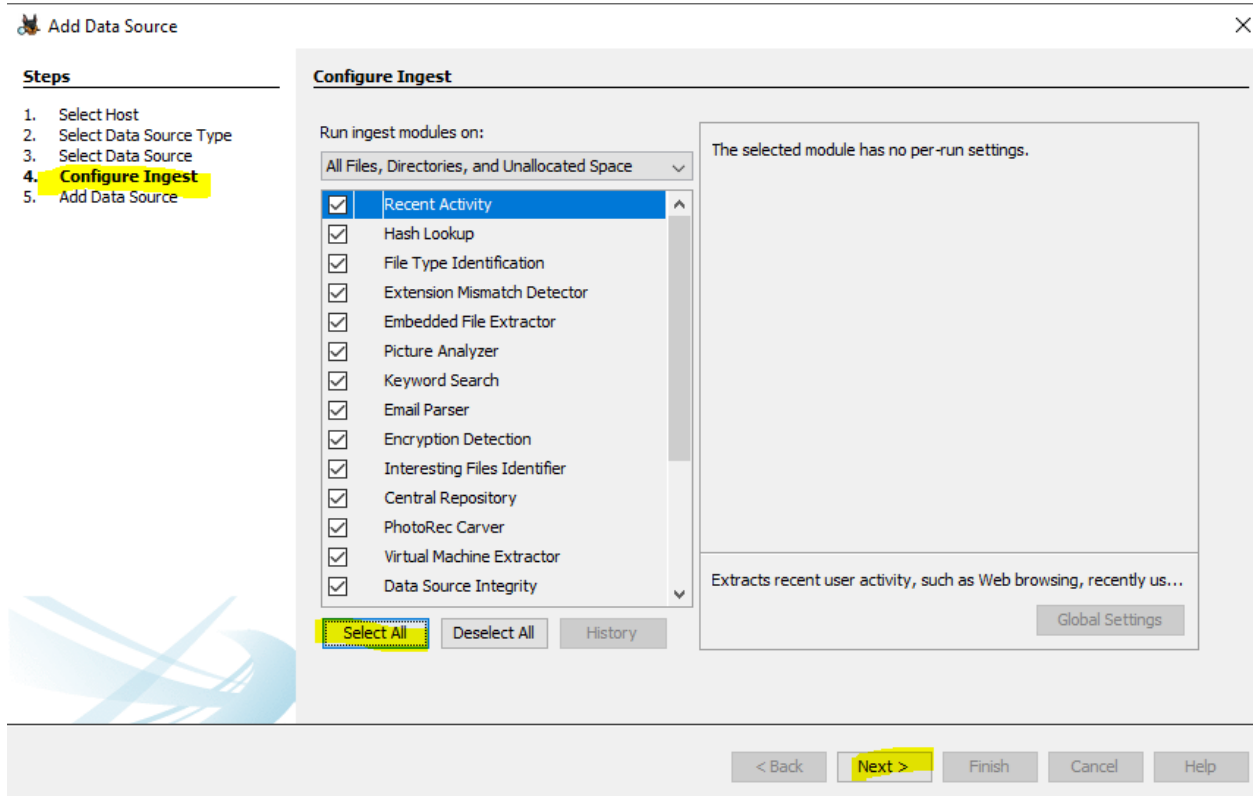 Add Data Source
Steps
1. Select Host
2. Select Data Source Type
3. Select Data Source
4. Configure Ingest
5. Add Data Source
Configure Ingest
Run ingest modules on:
All Files, Directories, and Unallocated Space
Recent Activity
Hash Lookup
File Type Identification
Extension Mismatch Detector
Embedded File Extractor
Picture Analyzer
Keyword Search
Email Parser
Encryption Detection
Interesting Files Identifier
Central Repository
PhotoRec Carver
Virtual Machine Extractor
Data Source Integrity
Select All Deselect All History
The selected module has no per-run settings.
Extracts recent user activity, such as Web browsing, recently us...
Global Settings
< Back Next > Finish Cancel Help